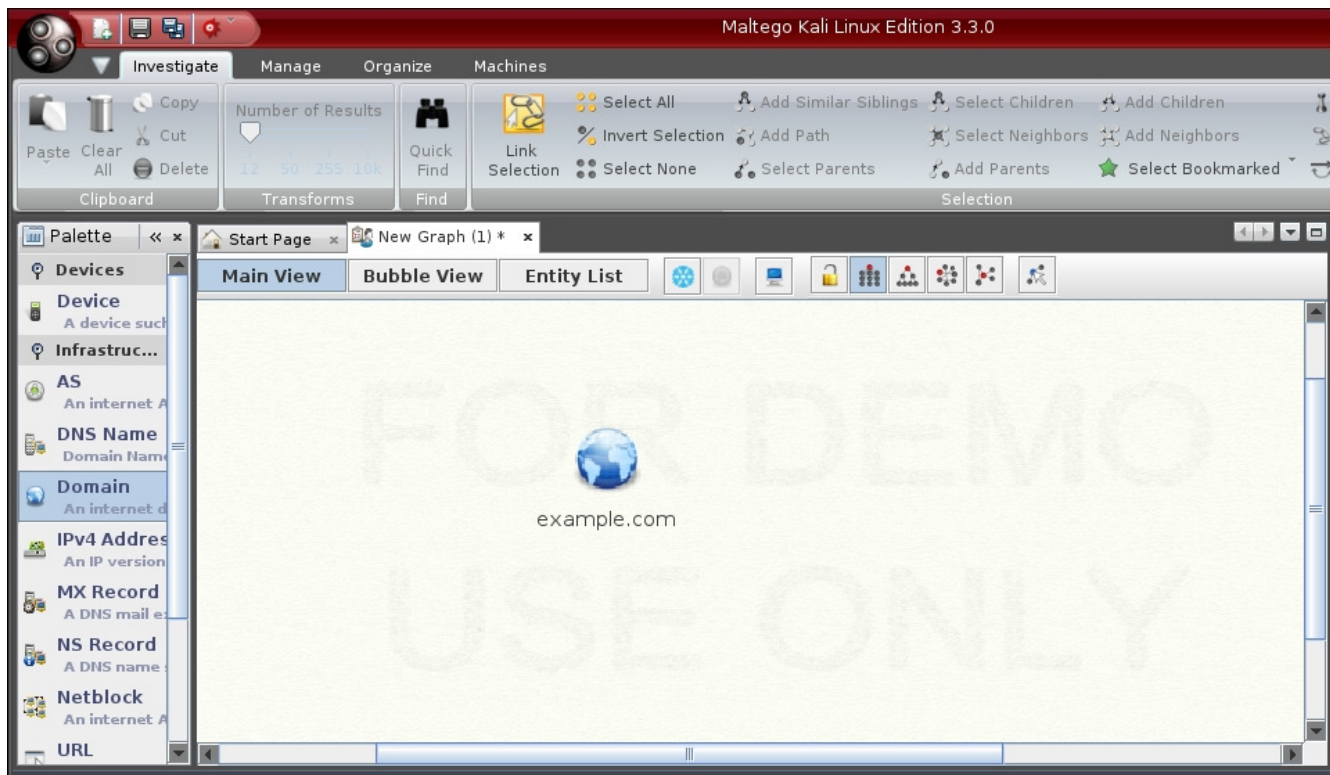 Maltego Kali Linux Edition 3.3.0
Investigate Manage Organize Machines
Paste
Clear All
Copy
Cut
Delete
Clipboard
Number of Results
12 50 255 10k
Transforms
Quick Find
Find
Link Selection
Select All
Invert Selection
Select None
Add Similar Siblings
Add Path
Select Parents
Select Children
Select Neighbors
Add Parents
Add Children
Add Neighbors
Select Bookmarked
Selection
Palette
Start Page
New Graph (1) *
Main View Bubble View Entity List
Devices
Device
A device such
Infrastruc...
AS
An internet A
DNS Name
Domain Name
Domain
An internet d
IPv4 Addres
An IP version
MX Record
A DNS mail e
NS Record
A DNS name
Netblock
An internet A
URL
FOR DEMO
USE ONLY
example.com